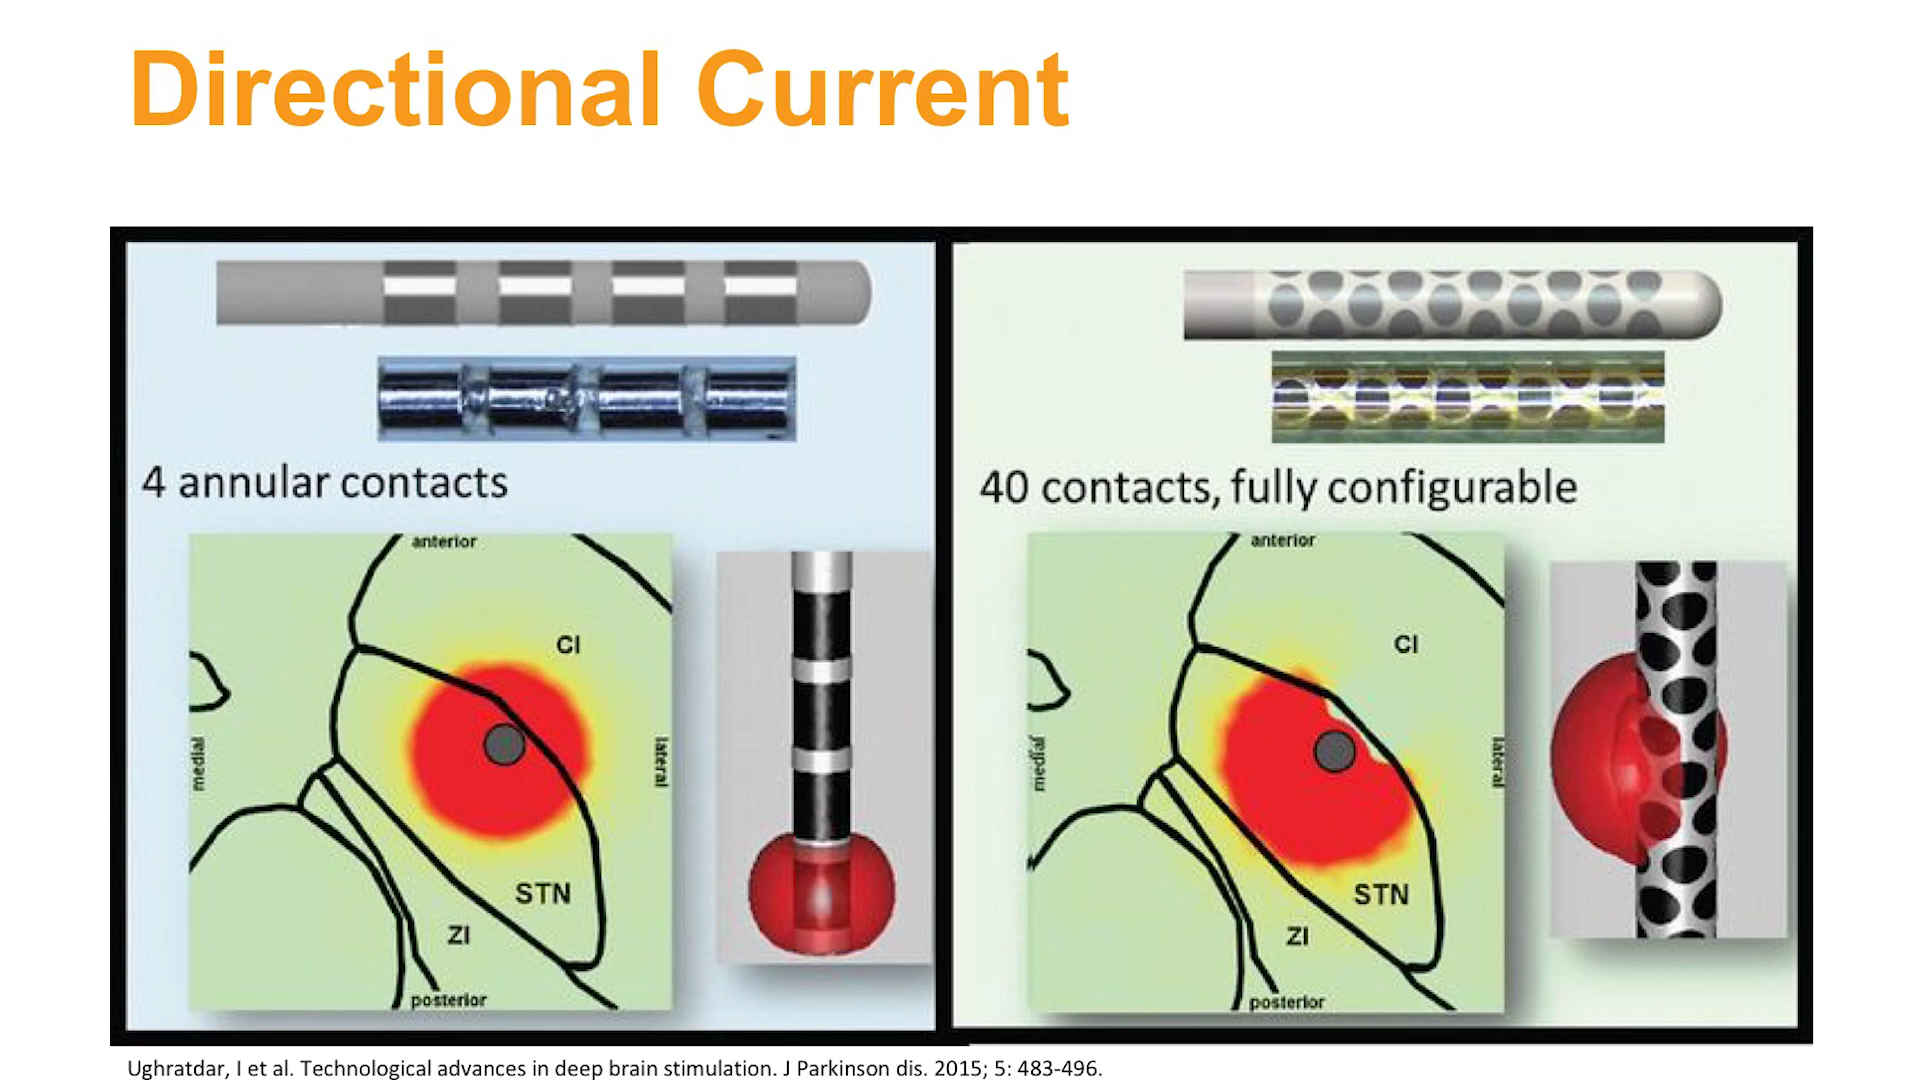 Directional Current
4 annular contacts
anterior
CI
medial
lateral
STN
ZI
posterior
40 contacts, fully configurable
anterior
CI
medial
lateral
STN
ZI
posterior
Ughratdar, I et al. Technological advances in deep brain stimulation. J Parkinson dis. 2015; 5: 483-496.